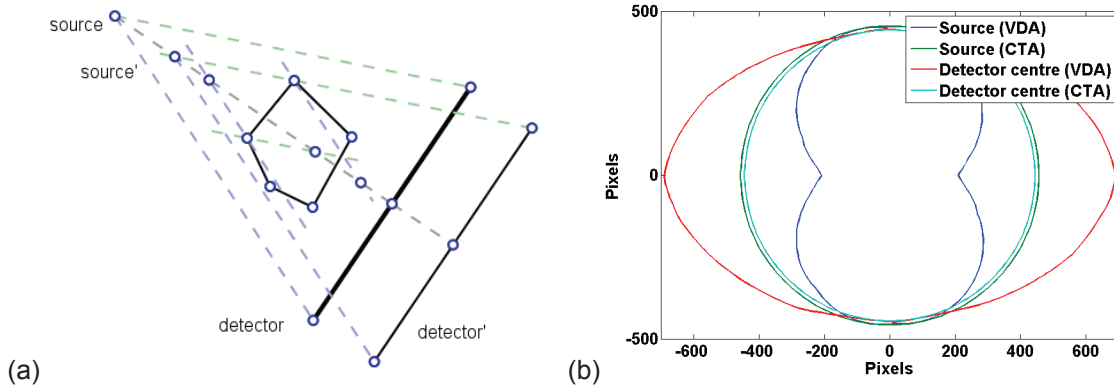 source
source'
detector
detector'
(a)
500
0
-500
Pixels
-600 -400 -200 0 200 400 600
Pixels
Source (VDA)
Source (CTA)
Detector centre (VDA)
Detector centre (CTA)
(b)